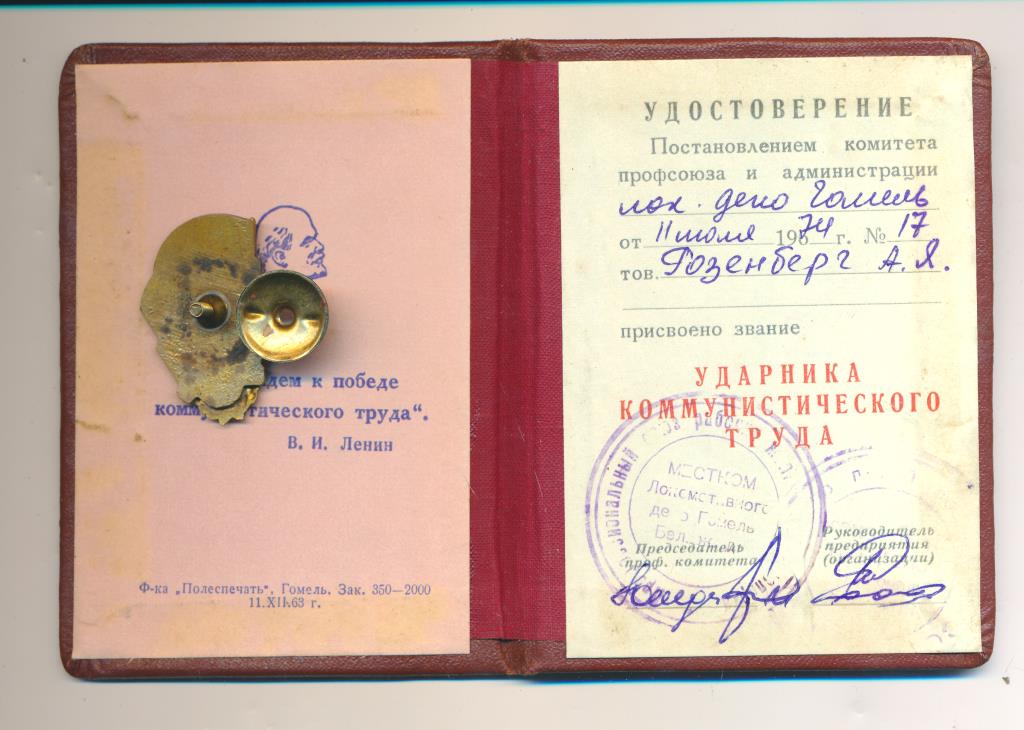 дем к победе
комм тического труда“.
В. И. Ленин
Ф-ка „Полеспечать“, Гомель. Зак. 350—2000
11.XII.63 г.
УДОСТОВЕРЕНИЕ
Постановлением комитета
профсоюза и администрации
лок. депо Гомель
от 11 июля 1974 г. № 17
тов. Розенберг А. Я.
присвоено звание
УДАРНИКА
КОММУНИСТИЧЕСКОГО
ТРУДА
МЕСТКОМ
Локомотивного
депо Гомель
Бел. ж. д.
Председатель
проф. комитета
Руководитель
предприятия
(организации)